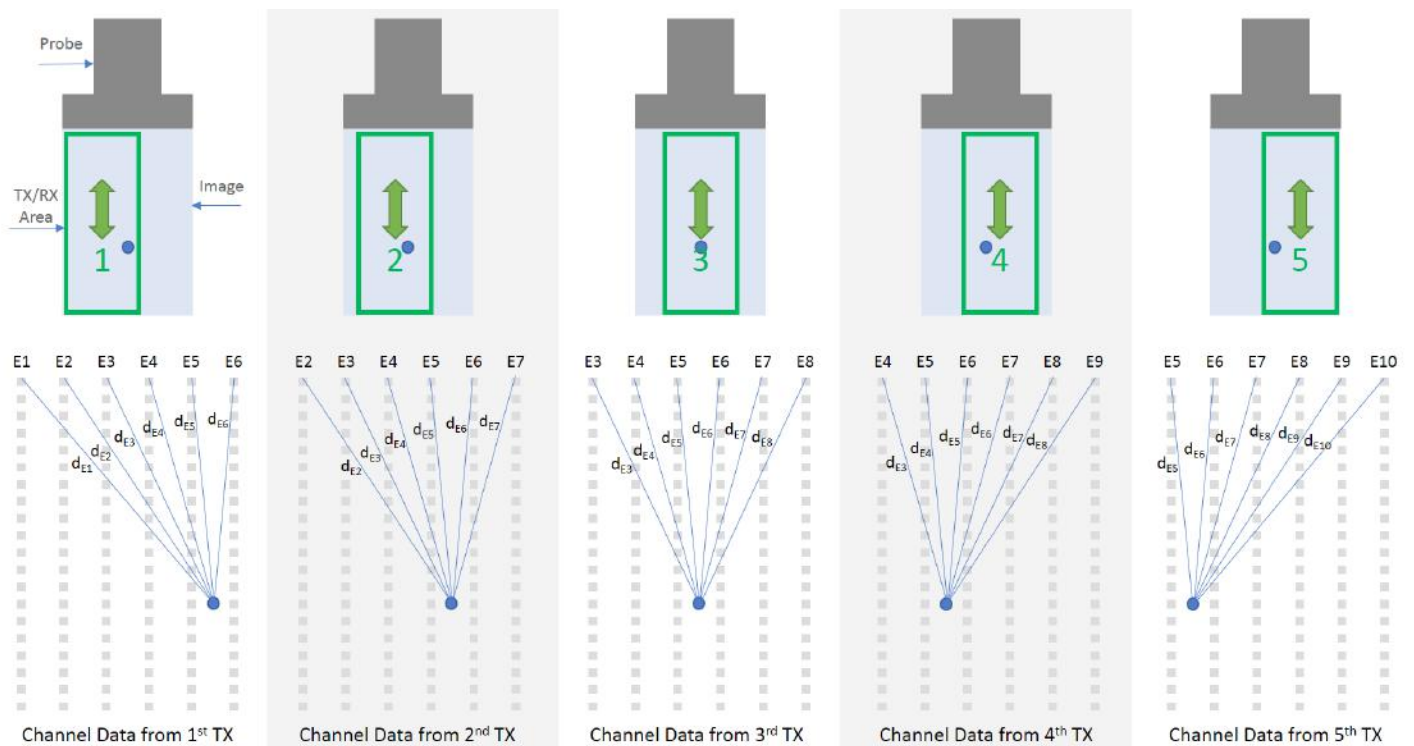 Probe
TX/RX
Area
Image
1
2
3
4
5
E1 E2 E3 E4 E5 E6
dE1 dE2 dE3 dE4 dE5 dE6
Channel Data from 1st TX
E2 E3 E4 E5 E6 E7
dE2 dE3 dE4 dE5 dE6 dE7
Channel Data from 2nd TX
E3 E4 E5 E6 E7 E8
dE3 dE4 dE5 dE6 dE7 dE8
Channel Data from 3rd TX
E4 E5 E6 E7 E8 E9
dE3 dE4 dE5 dE6 dE7 dE8
Channel Data from 4th TX
E5 E6 E7 E8 E9 E10
dE5 dE6 dE7 dE8 dE9 dE10
Channel Data from 5th TX